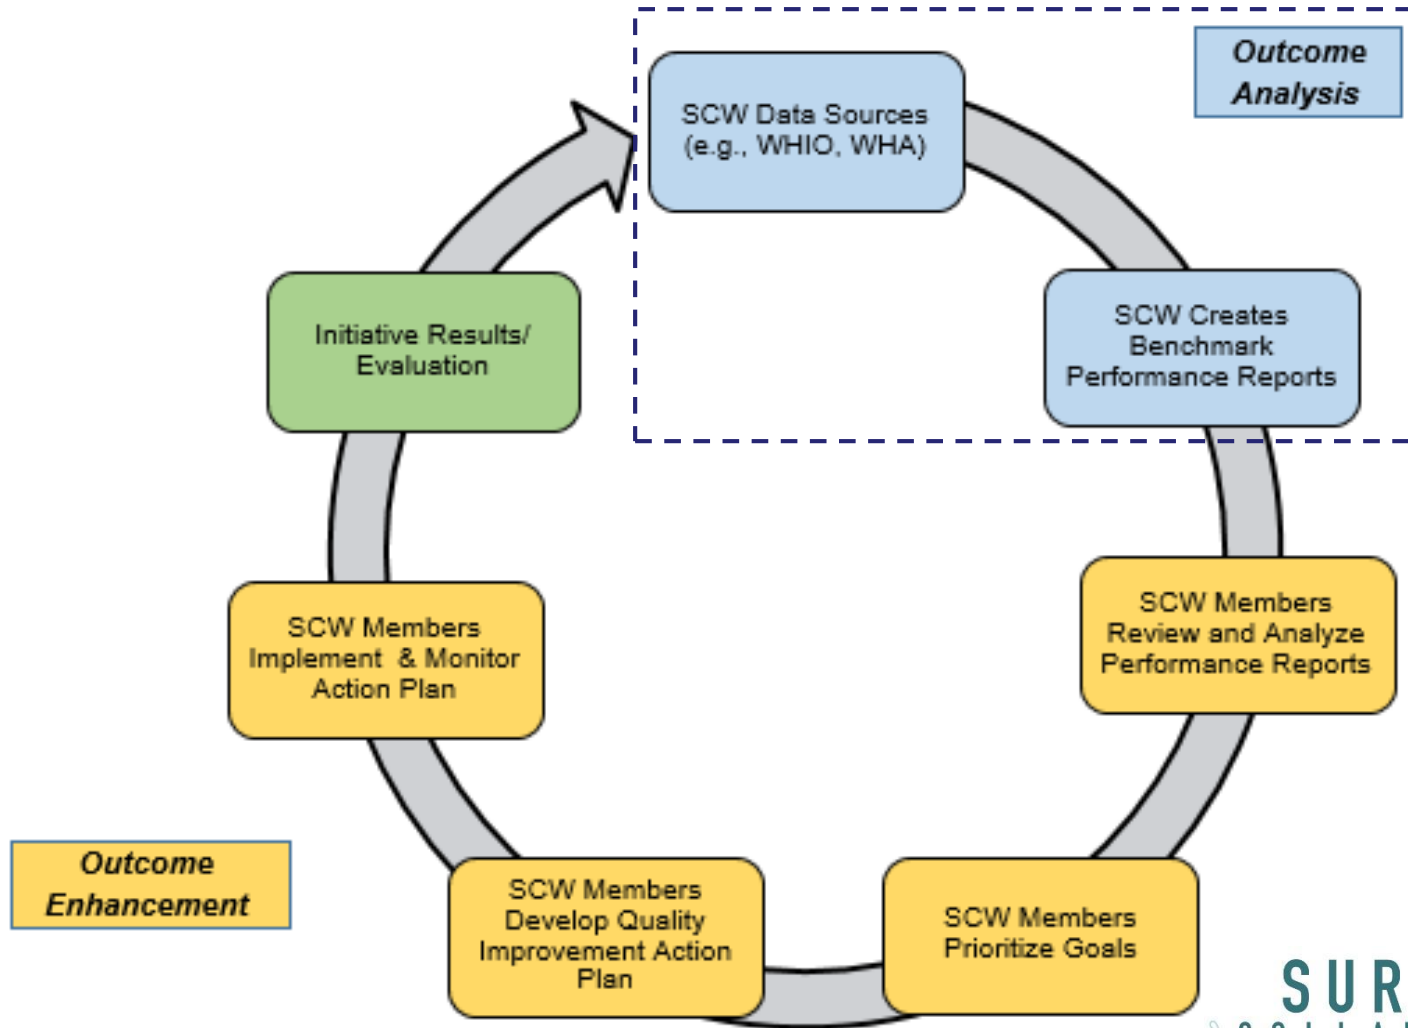 Outcome
Analysis
SCW Data Sources
(e.g., WHIO, WHA)
SCW Creates
Benchmark
Performance Reports
SCW Members
Review and Analyze
Performance Reports
SCW Members
Prioritize Goals
SCW Members
Develop Quality
Improvement Action
Plan
SCW Members
Implement & Monitor
Action Plan
Initiative Results/
Evaluation
Outcome
Enhancement
SUR